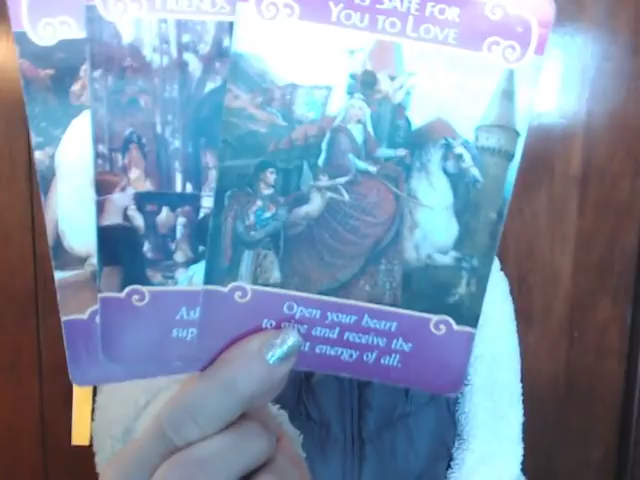 FRIENDS
IS SAFE FOR
YOU TO LOVE
Ask
sup
Open your heart
to give and receive the
energy of all.